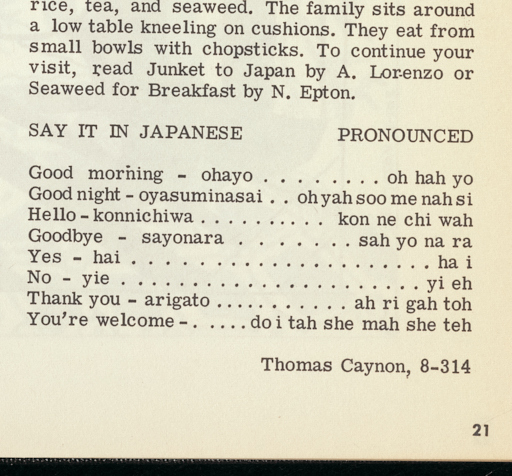 rice, tea, and seaweed. The family sits around
a low table kneeling on cushions. They eat from
small bowls with chopsticks. To continue your
visit, read Junket to Japan by A. Lorenzo or
Seaweed for Breakfast by N. Epton.
SAY IT IN JAPANESE PRONOUNCED
Good morning - ohayo . . . . . . . . oh hah yo
Good night - oyasuminasai . . oh yah soo me nah si
Hello - konnichiwa . . . . . . . . . . kon ne chi wah
Goodbye - sayonara . . . . . . . sah yo na ra
Yes - hai . . . . . . . . . . . . . . . . . . . . . . . ha i
No - yie . . . . . . . . . . . . . . . . . . . . . . . yi eh
Thank you - arigato . . . . . . . . . . . ah ri gah toh
You're welcome - . . . . . do i tah she mah she teh
Thomas Caynon, 8-314
21